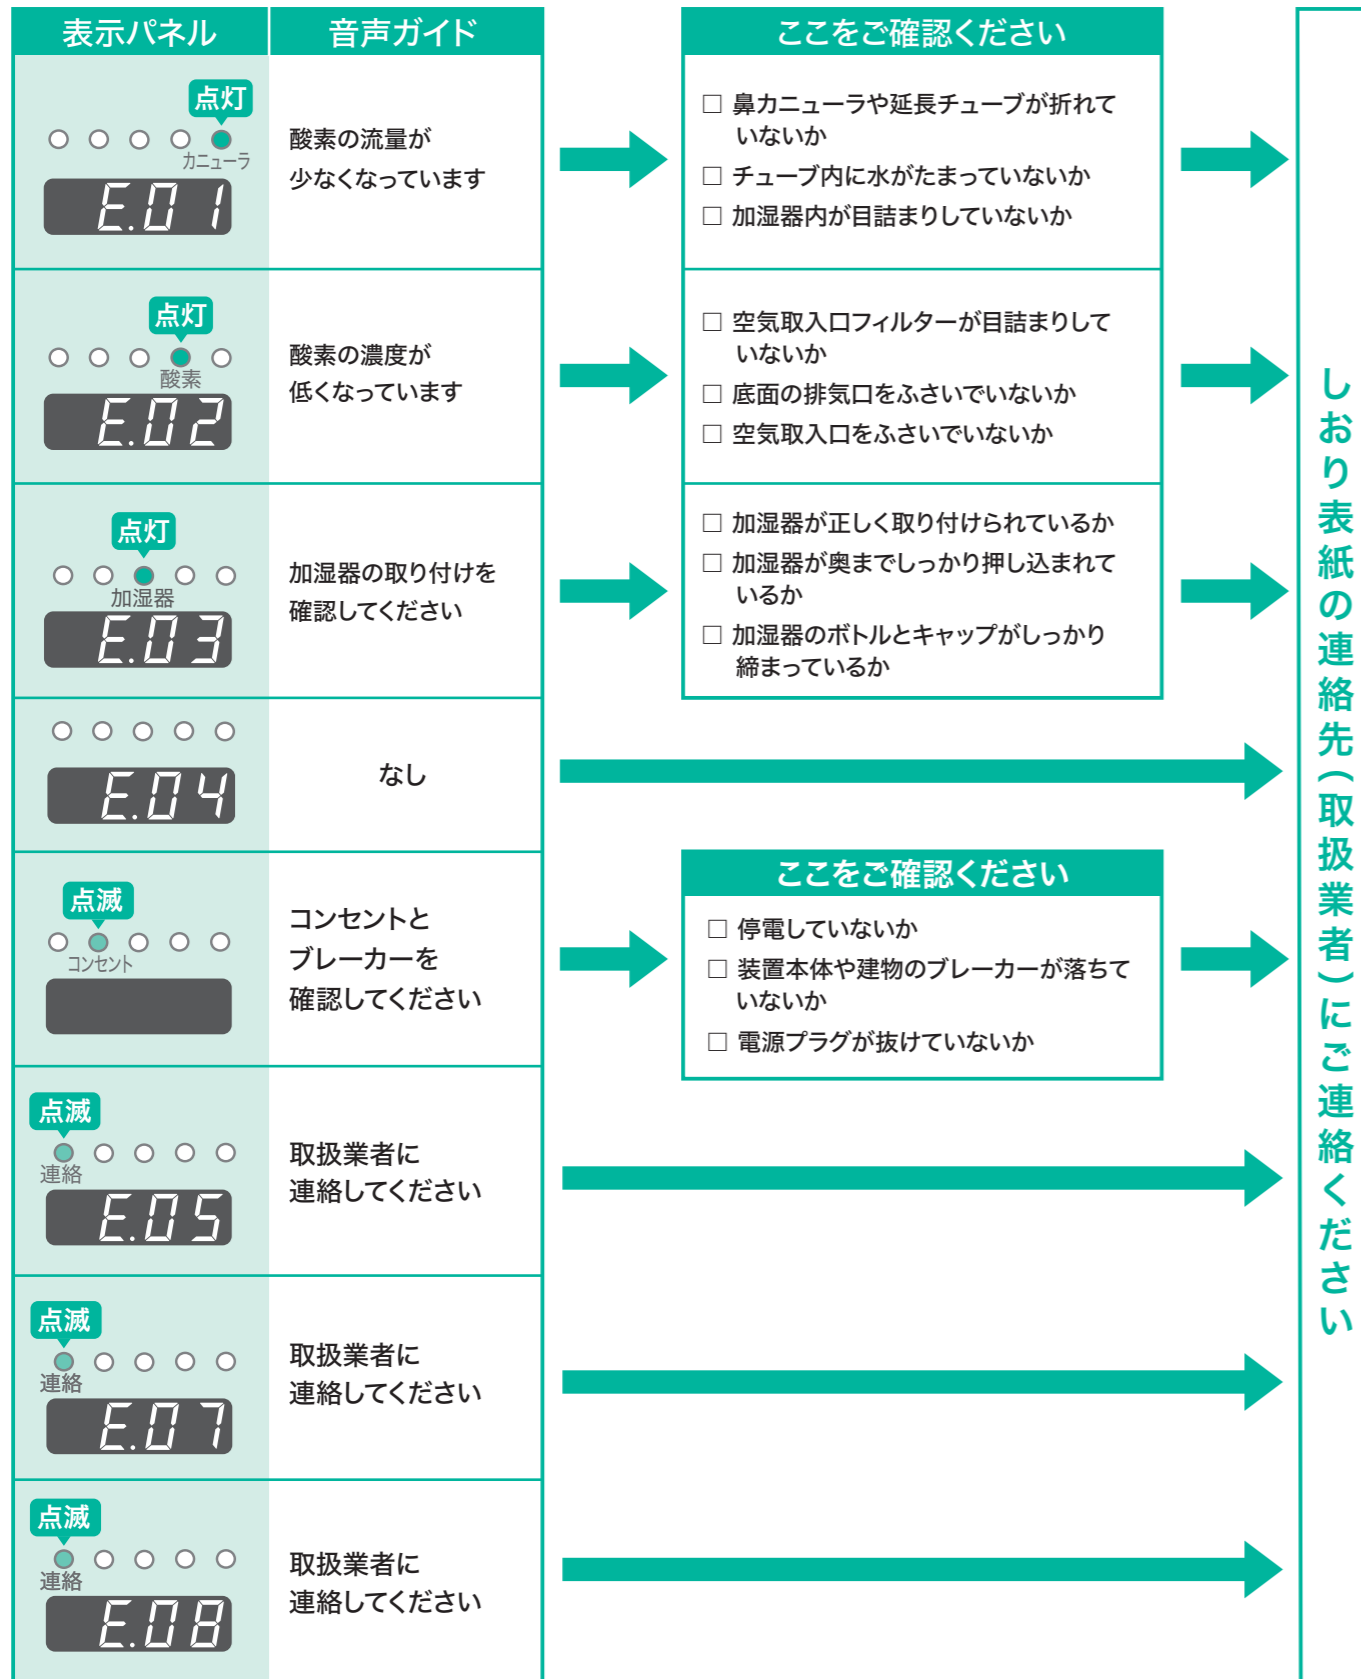 表示パネル
音声ガイド
ここをご確認ください
点灯
カニューラ
E.01
酸素の流量が
少なくなっています
□ 鼻カニューラや延長チューブが折れて
いないか
□ チューブ内に水がたまっていないか
□ 加湿器内が目詰まりしていないか
点灯
酸素
E.02
酸素の濃度が
低くなっています
□ 空気取入口フィルターが目詰まりして
いないか
□ 底面の排気口をふさいでいないか
□ 空気取入口をふさいでいないか
点灯
加湿器
E.03
加湿器の取り付けを
確認してください
□ 加湿器が正しく取り付けられているか
□ 加湿器が奥までしっかり押し込まれて
いるか
□ 加湿器のボトルとキャップがしっかり
締まっているか
E.04
なし
点滅
コンセント
コンセントと
ブレーカーを
確認してください
ここをご確認ください
□ 停電していないか
□ 装置本体や建物のブレーカーが落ちて
いないか
□ 電源プラグが抜けていないか
点滅
連絡
E.05
取扱業者に
連絡してください
点滅
連絡
E.07
取扱業者に
連絡してください
点滅
連絡
E.08
取扱業者に
連絡してください
しおり表紙の連絡先（取扱業者）にご連絡ください